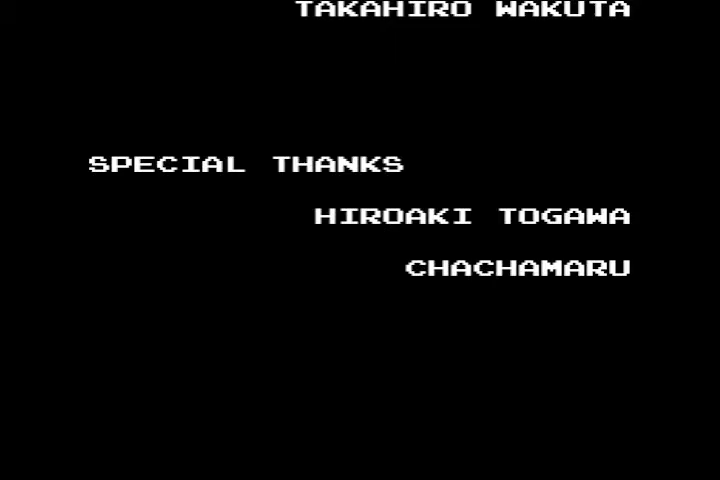 TAKAHIRO WAKUTA
SPECIAL THANKS
HIROAKI TOGAWA
CHACHAMARU